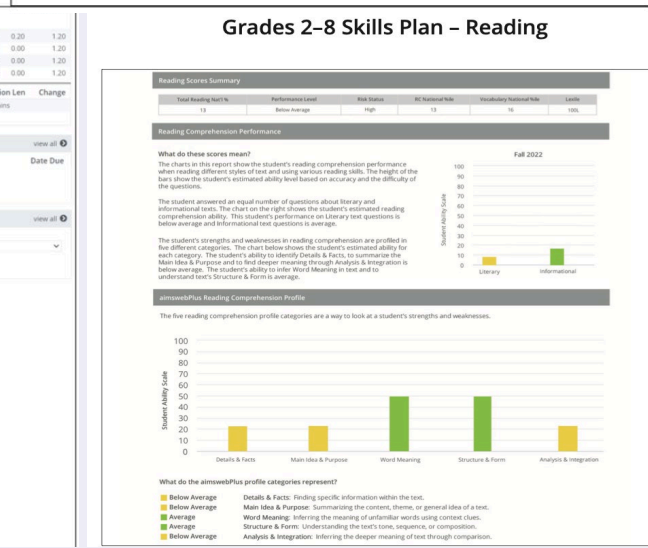 Grades 2–8 Skills Plan – Reading
0.20 1.20
0.00 1.20
0.00 1.20
0.00 1.20
ion Len Change
view all
Date Due
view all
Reading Scores Summary
Total Reading Nat'l % Performance Level Risk Status RC National %ile Vocabulary National %ile Lexile
13 Below Average High 13 16 100L
Reading Comprehension Performance
What do these scores mean?
The charts in this report show the student's reading comprehension performance
when reading different styles of text and using various reading skills. The height of the
bars show the student's estimated ability level based on accuracy and the difficulty of
the questions.
The student answered an equal number of questions about literary and
informational texts. The chart on the right shows the student's estimated reading
comprehension ability. This student's performance on Literary text questions is
below average and Informational text questions is average.
The student's strengths and weaknesses in reading comprehension are profiled in
five different categories. The chart below shows the student's estimated ability for
each category. The student's ability to identify Details & Facts, to summarize the
Main Idea & Purpose and to find deeper meaning through Analysis & Integration is
below average. The student's ability to infer Word Meaning in text and to
understand text's Structure & Form is average.
Fall 2022
Student Ability Scale
100
90
80
70
60
50
40
30
20
10
0
Literary Informational
aimswebPlus Reading Comprehension Profile
The five reading comprehension profile categories are a way to look at a student's strengths and weaknesses.
Student Ability Scale
100
90
80
70
60
50
40
30
20
10
0
Details & Facts Main Idea & Purpose Word Meaning Structure & Form Analysis & Integration
What do the aimswebPlus profile categories represent?
Below Average Details & Facts: Finding specific information within the text.
Below Average Main Idea & Purpose: Summarizing the content, theme, or general idea of a text.
Average Word Meaning: Inferring the meaning of unfamiliar words using context clues.
Average Structure & Form: Understanding the text's tone, sequence, or composition.
Below Average Analysis & Integration: Inferring the deeper meaning of text through comparison.